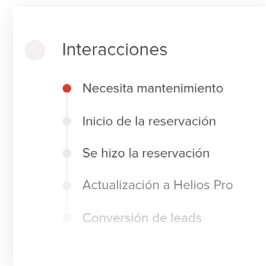 Interacciones
Necesita mantenimiento
Inicio de la reservación
Se hizo la reservación
Actualización a Helios Pro
Conversión de leads